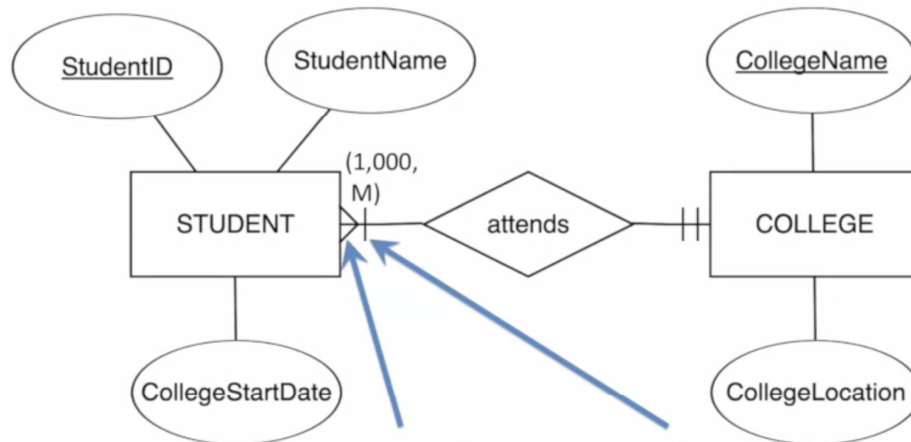 StudentID
StudentName
CollegeName
(1,000,
M)
STUDENT
attends
COLLEGE
CollegeStartDate
CollegeLocation